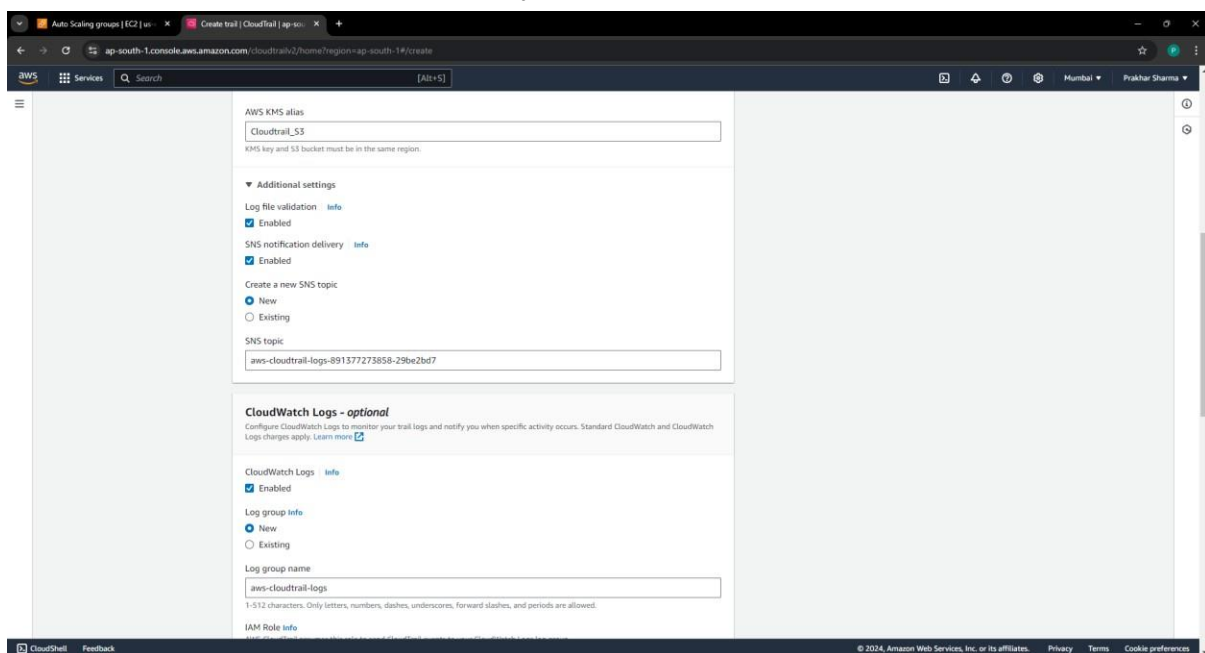 Auto Scaling groups | EC2 | us-
Create trail | CloudTrail | ap-sou
ap-south-1.console.aws.amazon.com/cloudtrailv2/home?region=ap-south-1#/create
aws Services Search [Alt+S] Mumbai Prakhar Sharma
AWS KMS alias
Cloudtrail_S3
KMS key and S3 bucket must be in the same region.
Additional settings
Log file validation Info
Enabled
SNS notification delivery Info
Enabled
Create a new SNS topic
New
Existing
SNS topic
aws-cloudtrail-logs-891377273858-29be2bd7
CloudWatch Logs - optional
Configure CloudWatch Logs to monitor your trail logs and notify you when specific activity occurs. Standard CloudWatch and CloudWatch
Logs charges apply. Learn more
CloudWatch Logs Info
Enabled
Log group Info
New
Existing
Log group name
aws-cloudtrail-logs
1-512 characters. Only letters, numbers, dashes, underscores, forward slashes, and periods are allowed.
IAM Role Info
CloudShell Feedback © 2024, Amazon Web Services, Inc. or its affiliates. Privacy Terms Cookie preferences